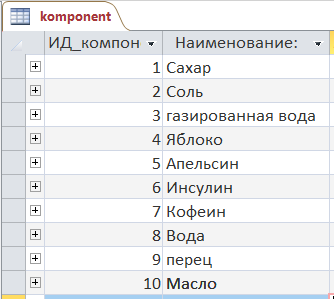 komponent
ИД_компон Наименование:
1 Сахар
2 Соль
3 газированная вода
4 Яблоко
5 Апельсин
6 Инсулин
7 Кофеин
8 Вода
9 перец
10 Масло